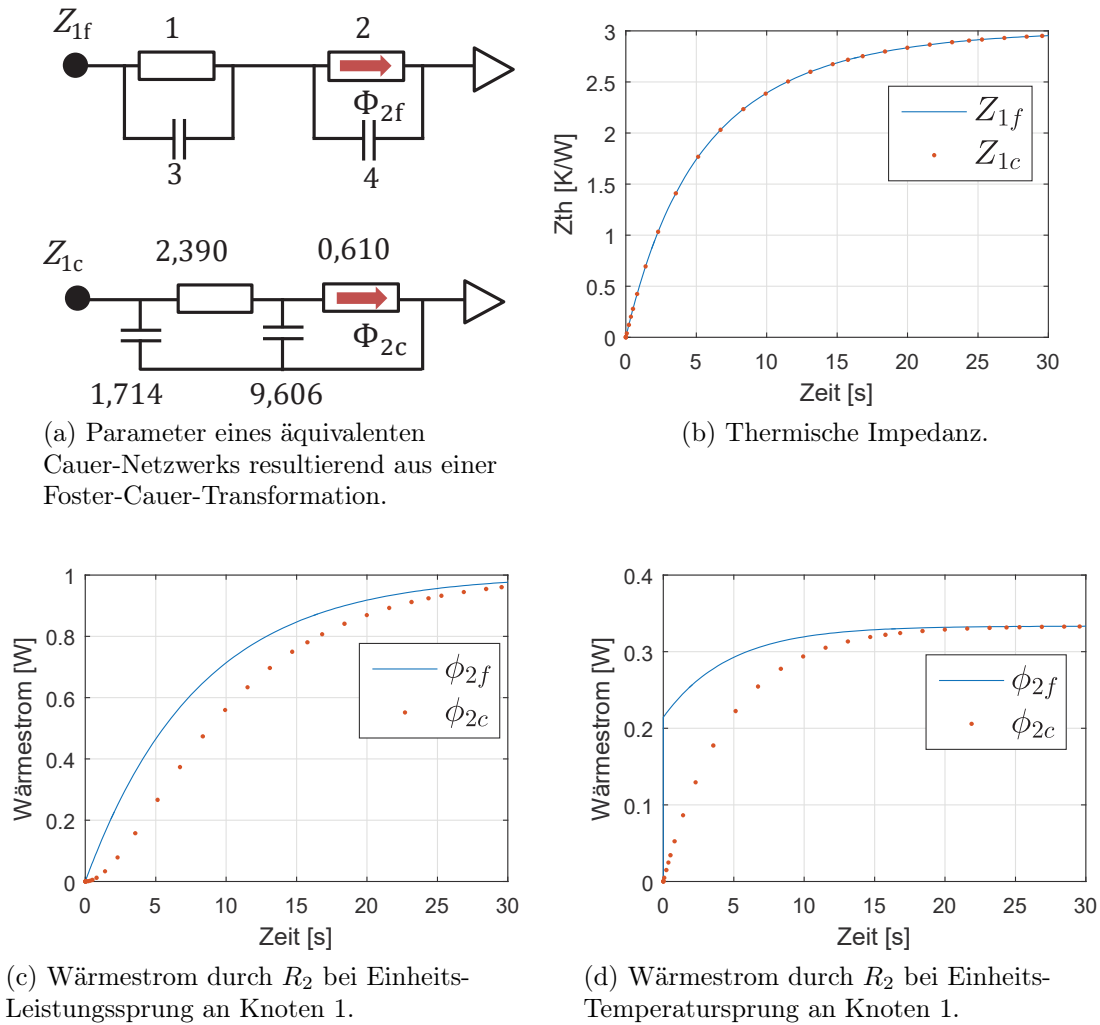 Z1f
1
2
Φ2f
3
4
Z1c
2,390
0,610
Φ2c
1,714
9,606
(a) Parameter eines äquivalenten
Cauer-Netzwerks resultierend aus einer
Foster-Cauer-Transformation.
3
2.5
2
1.5
1
0.5
0
Zth [K/W]
Z1f
Z1c
0 5 10 15 20 25 30
Zeit [s]
(b) Thermische Impedanz.
1
0.8
0.6
0.4
0.2
0
Wärmestrom [W]
ϕ2f
ϕ2c
0 5 10 15 20 25 30
Zeit [s]
(c) Wärmestrom durch R2 bei Einheits-
Leistungssprung an Knoten 1.
0.4
0.3
0.2
0.1
0
Wärmestrom [W]
ϕ2f
ϕ2c
0 5 10 15 20 25 30
Zeit [s]
(d) Wärmestrom durch R2 bei Einheits-
Temperatursprung an Knoten 1.